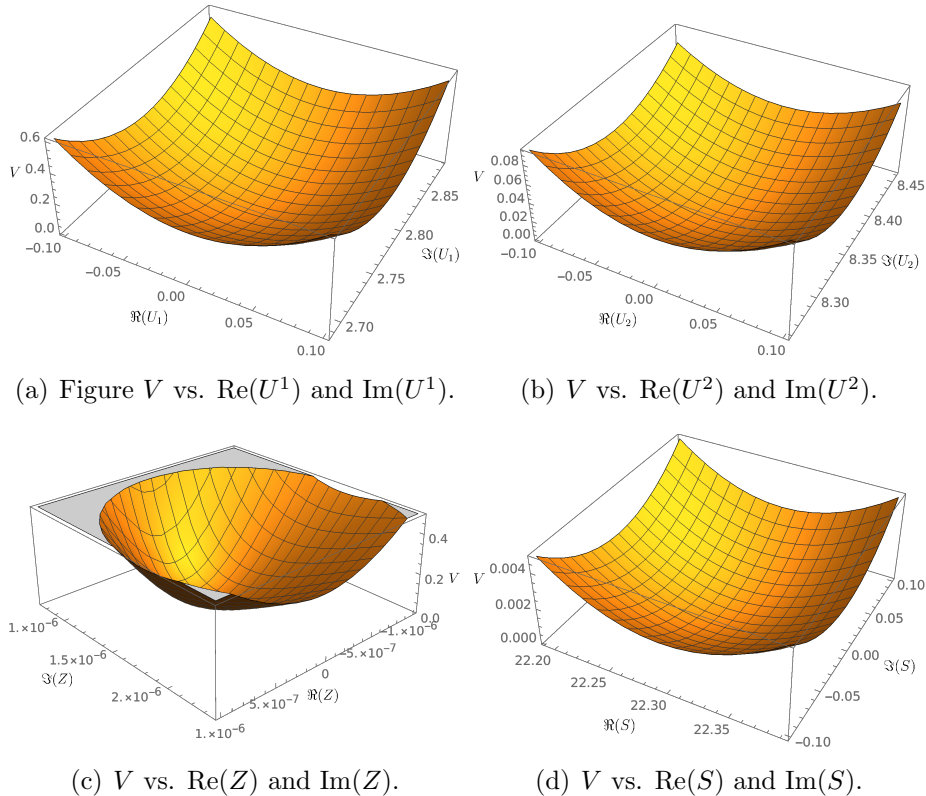 0.6
V 0.4
0.2
0.0
−0.10
−0.05
0.00
0.05
0.10
ℜ(U₁)
2.70
2.75
2.80
2.85
ℑ(U₁)
0.08
V 0.06
0.04
0.02
0.00
−0.10
−0.05
0.00
0.05
0.10
ℜ(U₂)
8.30
8.35
8.40
8.45
ℑ(U₂)
(a) Figure V vs. Re(U¹) and Im(U¹).
(b) V vs. Re(U²) and Im(U²).
0.4
0.2 V
0.0
1.×10⁻⁶
1.5×10⁻⁶
2.×10⁻⁶
ℑ(Z)
−1.×10⁻⁶
−5.×10⁻⁷
0
5.×10⁻⁷
1.×10⁻⁶
ℜ(Z)
V 0.004
0.002
0.000
22.20
22.25
22.30
22.35
ℜ(S)
0.10
0.05
0.00
−0.05
−0.10
ℑ(S)
(c) V vs. Re(Z) and Im(Z).
(d) V vs. Re(S) and Im(S).